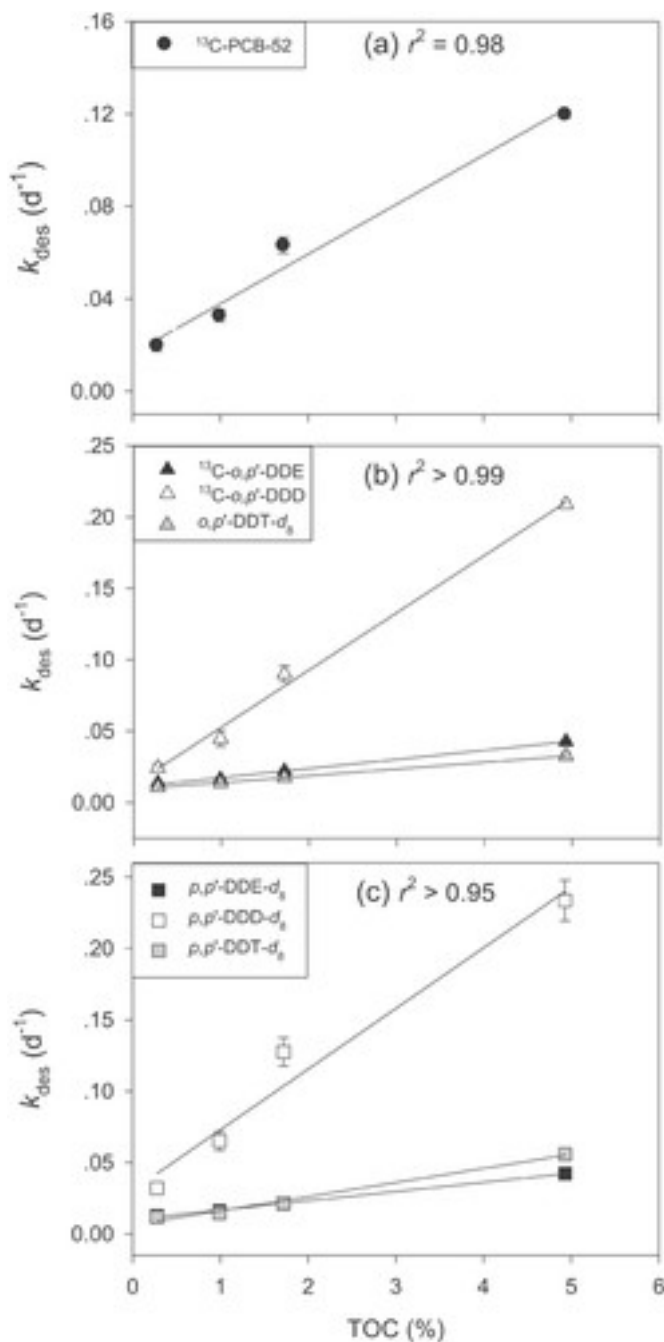 ¹³C-PCB-52
(a) r² = 0.98
.16
.12
.08
.04
0.00
k_des (d⁻¹)
¹³C-o,p'-DDE
¹³C-o,p'-DDD
o,p'-DDT-d₈
(b) r² > 0.99
.25
.20
.15
.10
.05
0.00
k_des (d⁻¹)
p,p'-DDE-d₈
p,p'-DDD-d₈
p,p'-DDT-d₈
(c) r² > 0.95
.25
.20
.15
.10
.05
0.00
k_des (d⁻¹)
0 1 2 3 4 5 6
TOC (%)